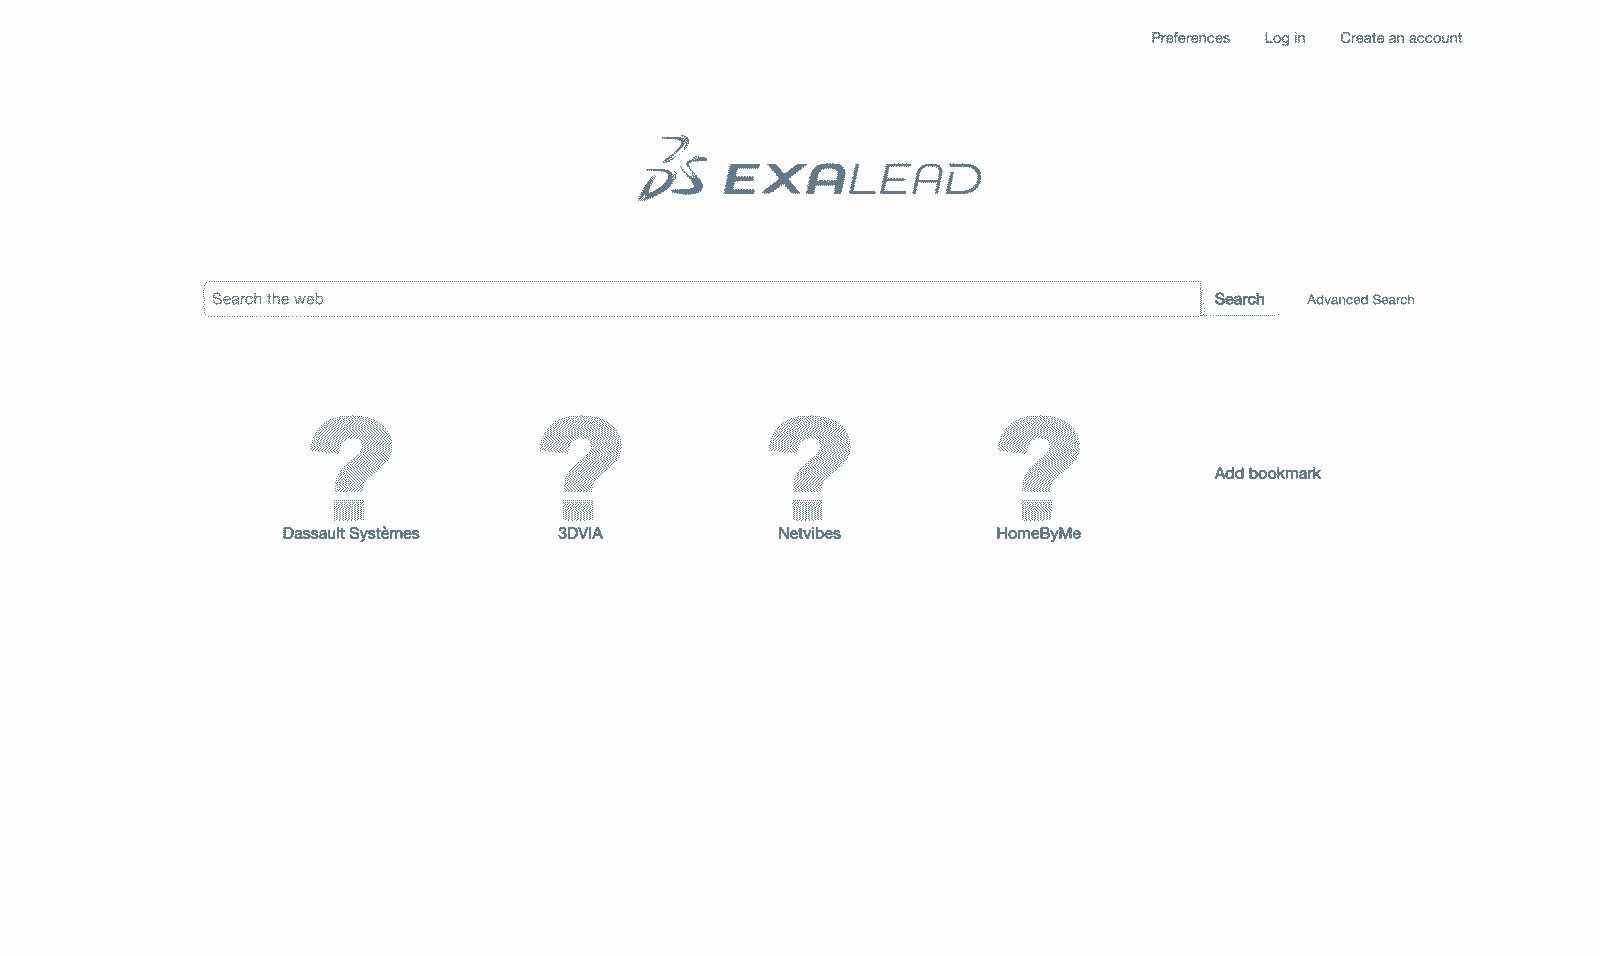 Preferences Log in Create an account
3DS EXALEAD
Search the web Search Advanced Search
? ? ? ? Add bookmark
Dassault Systèmes 3DVIA Netvibes HomeByMe